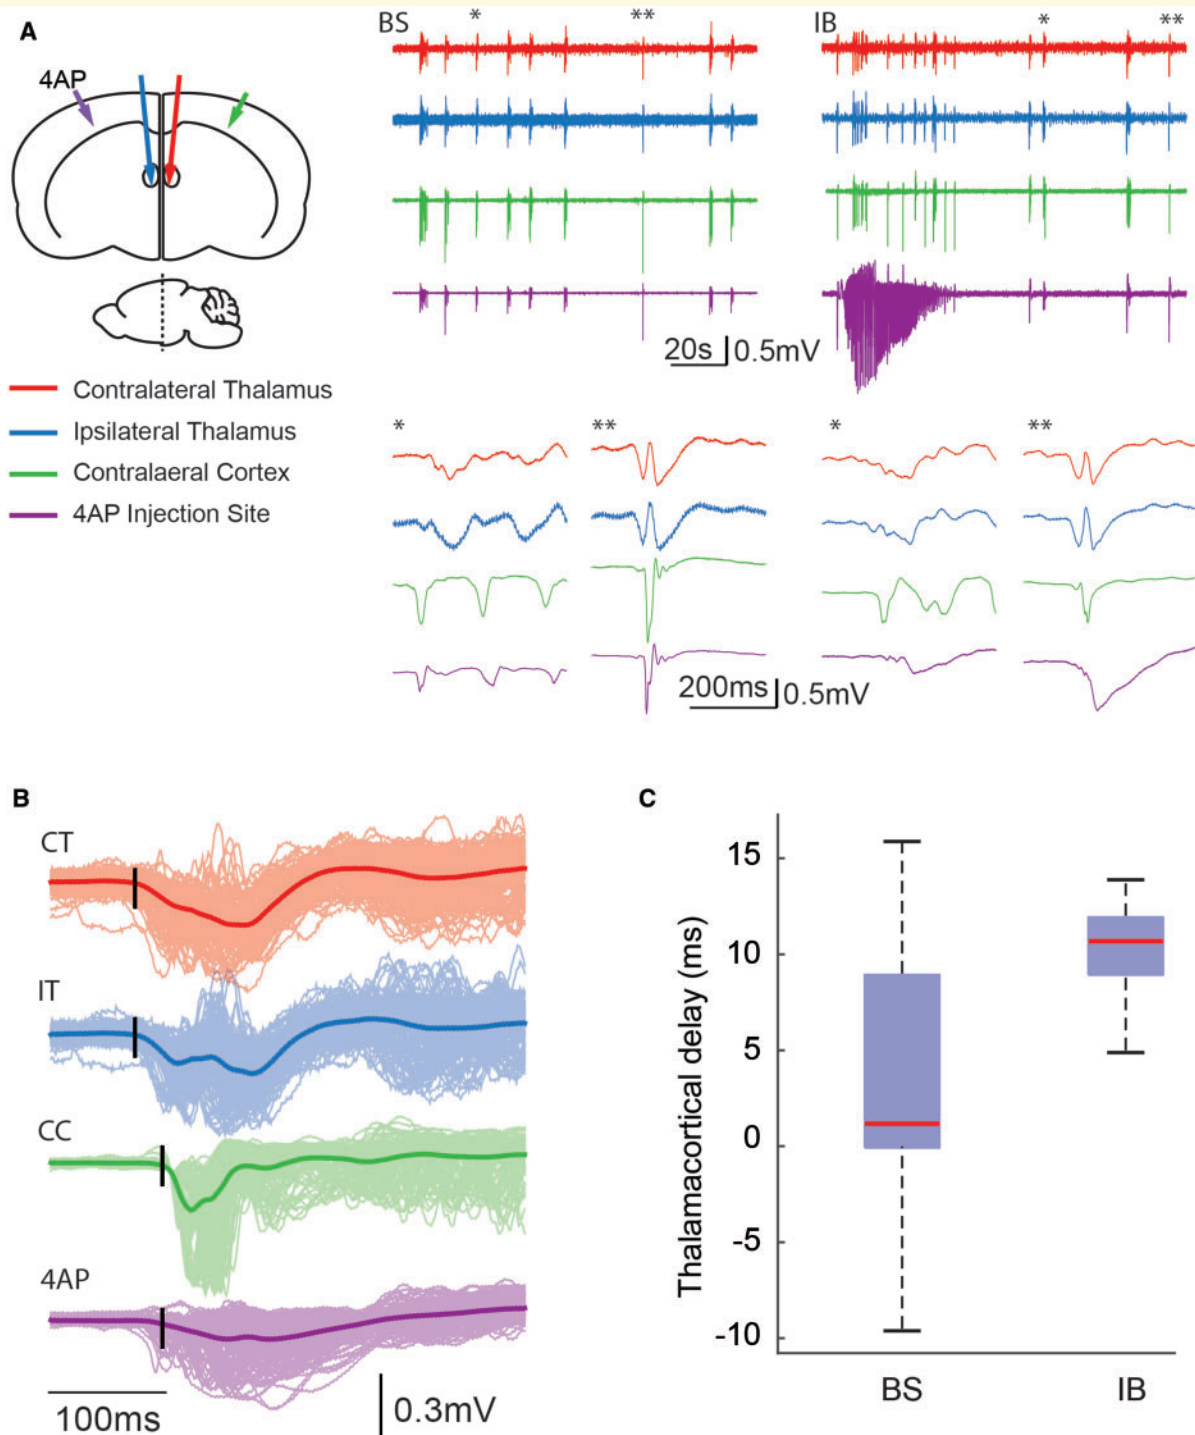 A
4AP
BS
*
**
IB
*
**
20s
0.5mV
Contralateral Thalamus
Ipsilateral Thalamus
Contralaeral Cortex
4AP Injection Site
*
**
*
**
200ms
0.5mV
B
CT
IT
CC
4AP
100ms
0.3mV
C
Thalamacortical delay (ms)
15
10
5
0
-5
-10
BS
IB